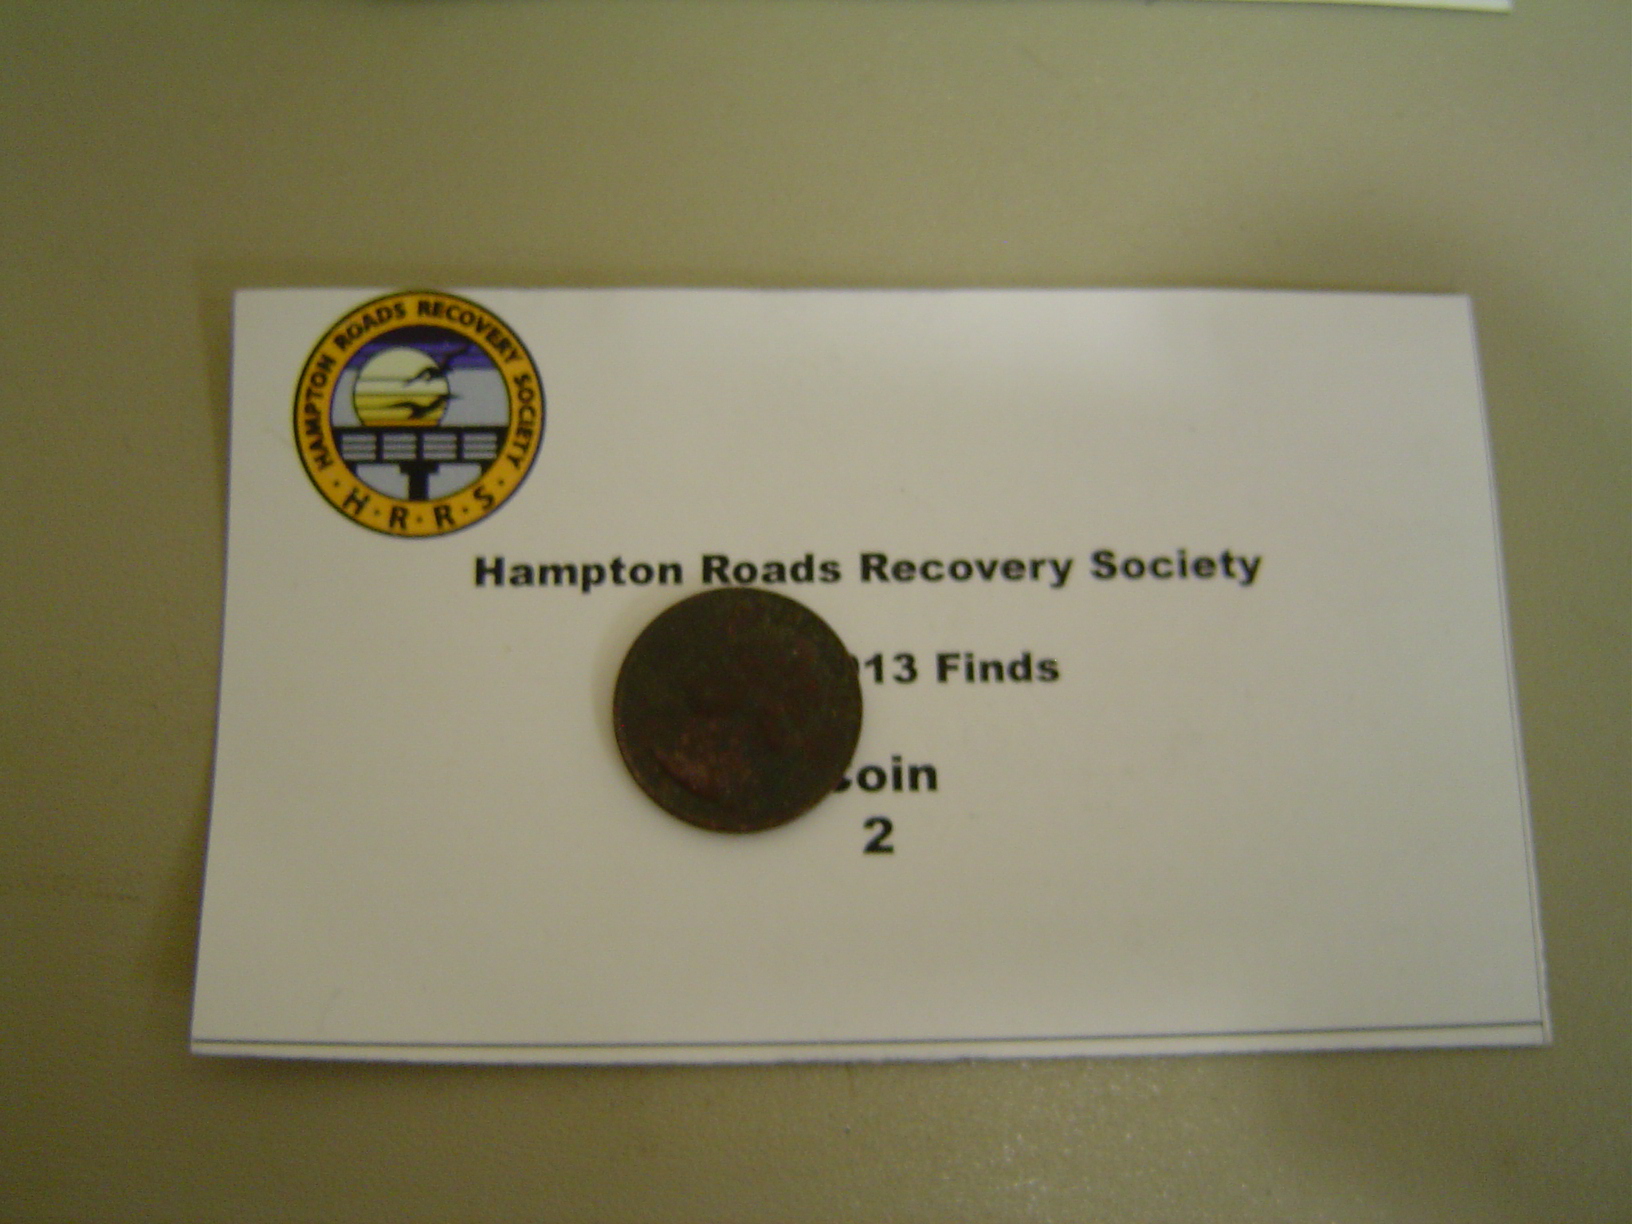 HAMPTON ROADS RECOVERY SOCIETY
· H · R · R · S ·
Hampton Roads Recovery Society
13 Finds
oin
2